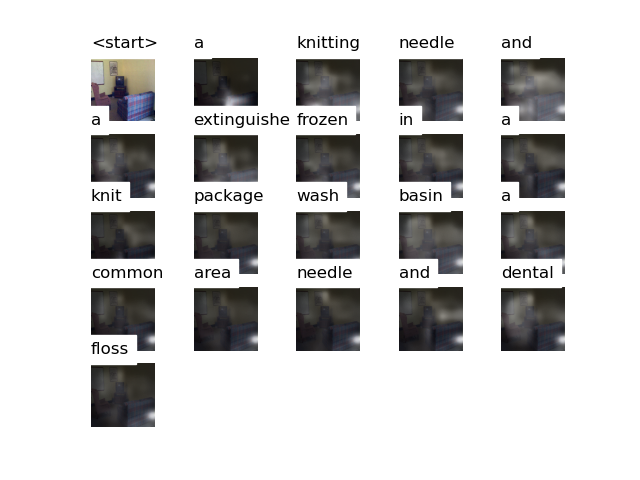 <start> a knitting needle and
a extinguishe frozen in a
knit package wash basin a
common area needle and dental
floss